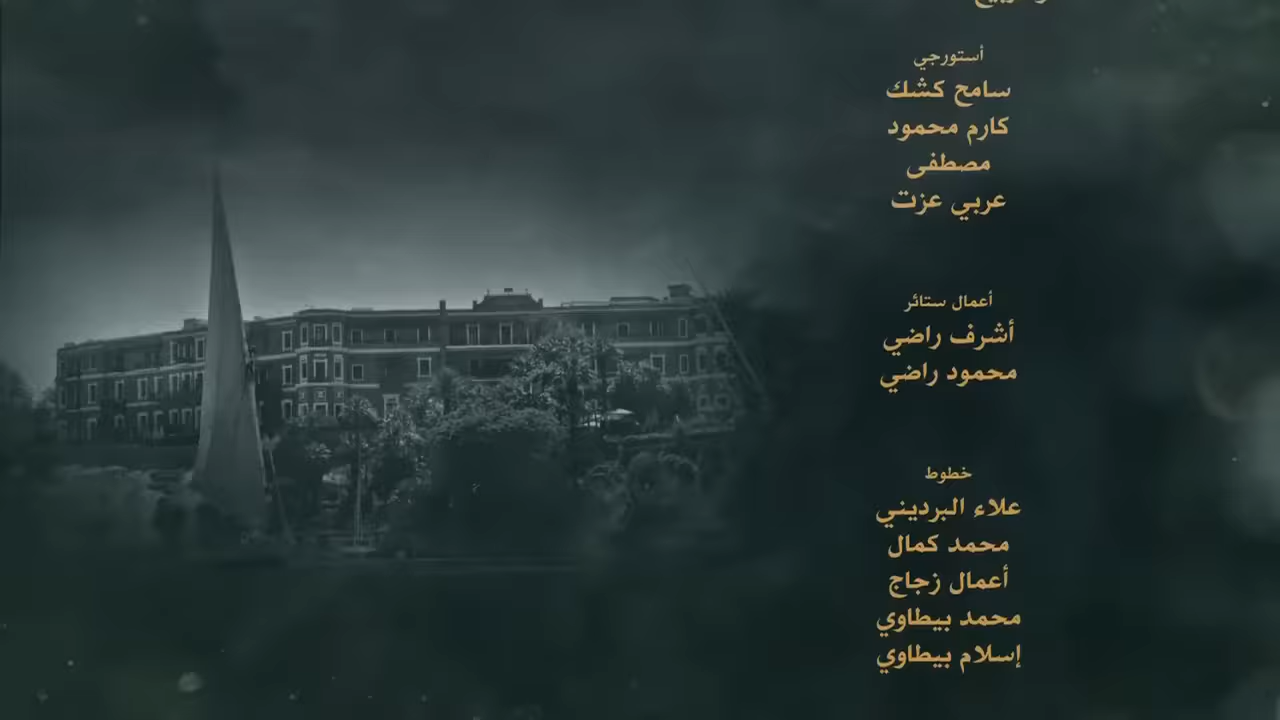 أستورجي
سامح كشك
كارم محمود
مصطفى
عربي عزت
أعمال ستائر
أشرف راضي
محمود راضي
خطوط
علاء البرديني
محمد كمال
أعمال زجاج
محمد بيطاوي
إسلام بيطاوي